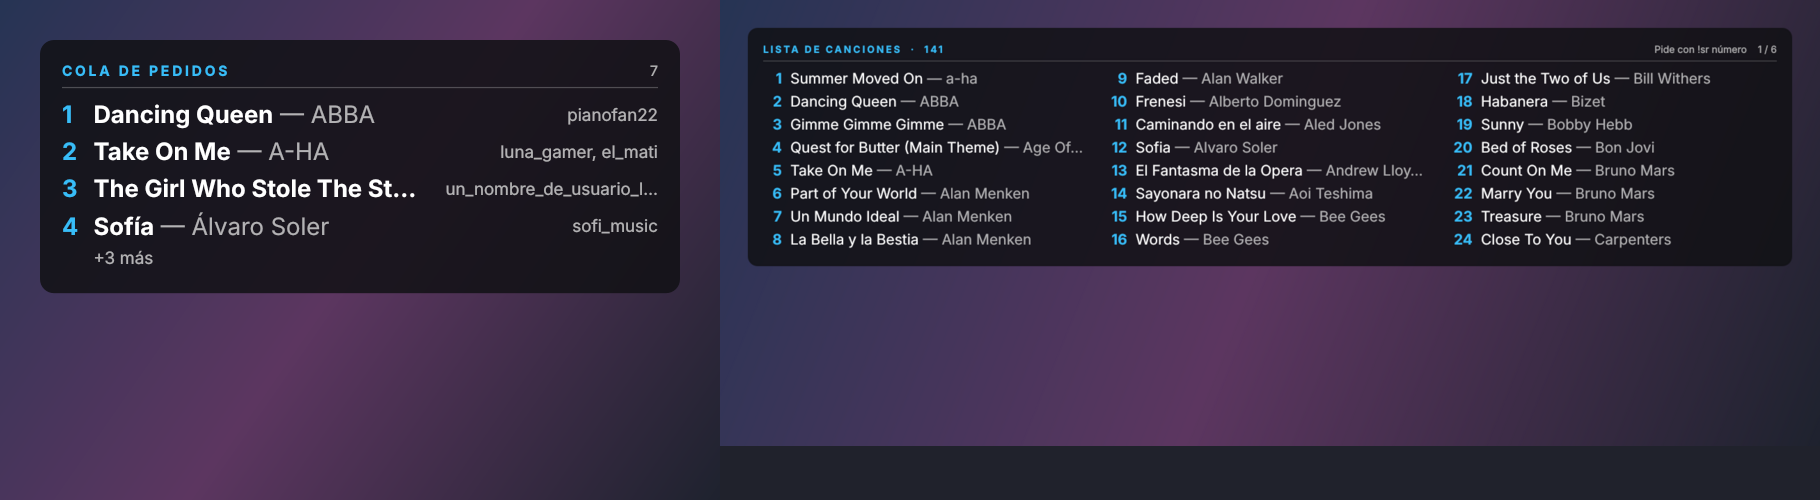 COLA DE PEDIDOS 7
1 Dancing Queen — ABBA pianofan22
2 Take On Me — A-HA luna_gamer, el_mati
3 The Girl Who Stole The St... un_nombre_de_usuario_l...
4 Sofía — Álvaro Soler sofi_music
+3 más
LISTA DE CANCIONES · 141 Pide con !sr número 1 / 6
1 Summer Moved On — a-ha
2 Dancing Queen — ABBA
3 Gimme Gimme Gimme — ABBA
4 Quest for Butter (Main Theme) — Age Of...
5 Take On Me — A-HA
6 Part of Your World — Alan Menken
7 Un Mundo Ideal — Alan Menken
8 La Bella y la Bestia — Alan Menken
9 Faded — Alan Walker
10 Frenesi — Alberto Dominguez
11 Caminando en el aire — Aled Jones
12 Sofia — Alvaro Soler
13 El Fantasma de la Opera — Andrew Lloy...
14 Sayonara no Natsu — Aoi Teshima
15 How Deep Is Your Love — Bee Gees
16 Words — Bee Gees
17 Just the Two of Us — Bill Withers
18 Habanera — Bizet
19 Sunny — Bobby Hebb
20 Bed of Roses — Bon Jovi
21 Count On Me — Bruno Mars
22 Marry You — Bruno Mars
23 Treasure — Bruno Mars
24 Close To You — Carpenters